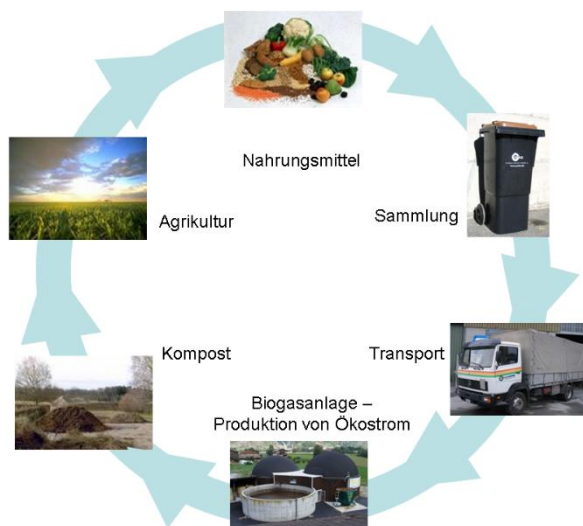 Nahrungsmittel
Sammlung
Agrikultur
Transport
Kompost
Biogasanlage –
Produktion von Ökostrom